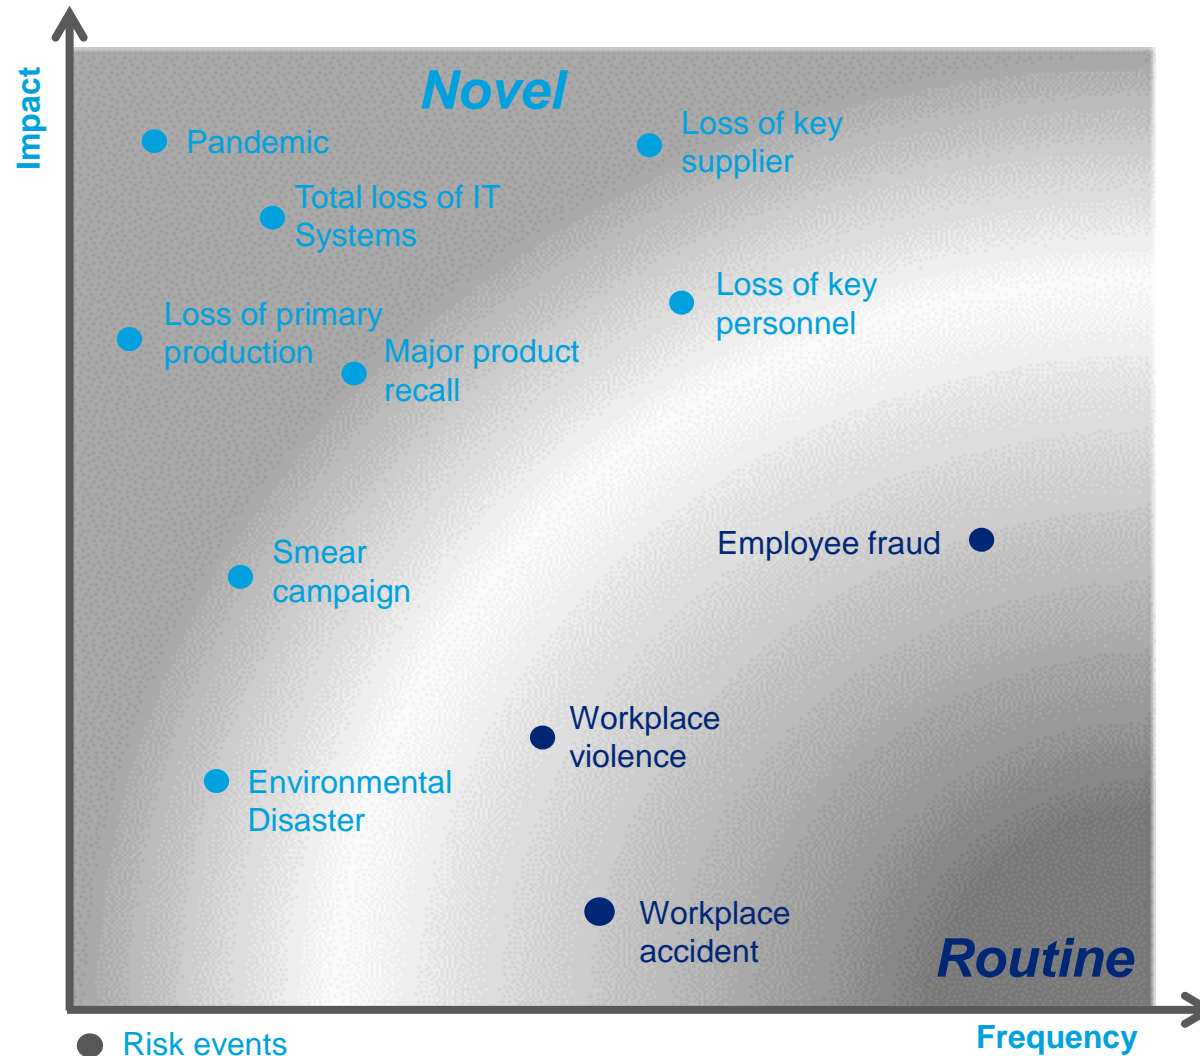 Impact
Novel
Pandemic
Loss of key
supplier
Total loss of IT
Systems
Loss of key
personnel
Loss of primary
production
Major product
recall
Employee fraud
Smear
campaign
Workplace
violence
Environmental
Disaster
Workplace
accident
Routine
Frequency
Risk events